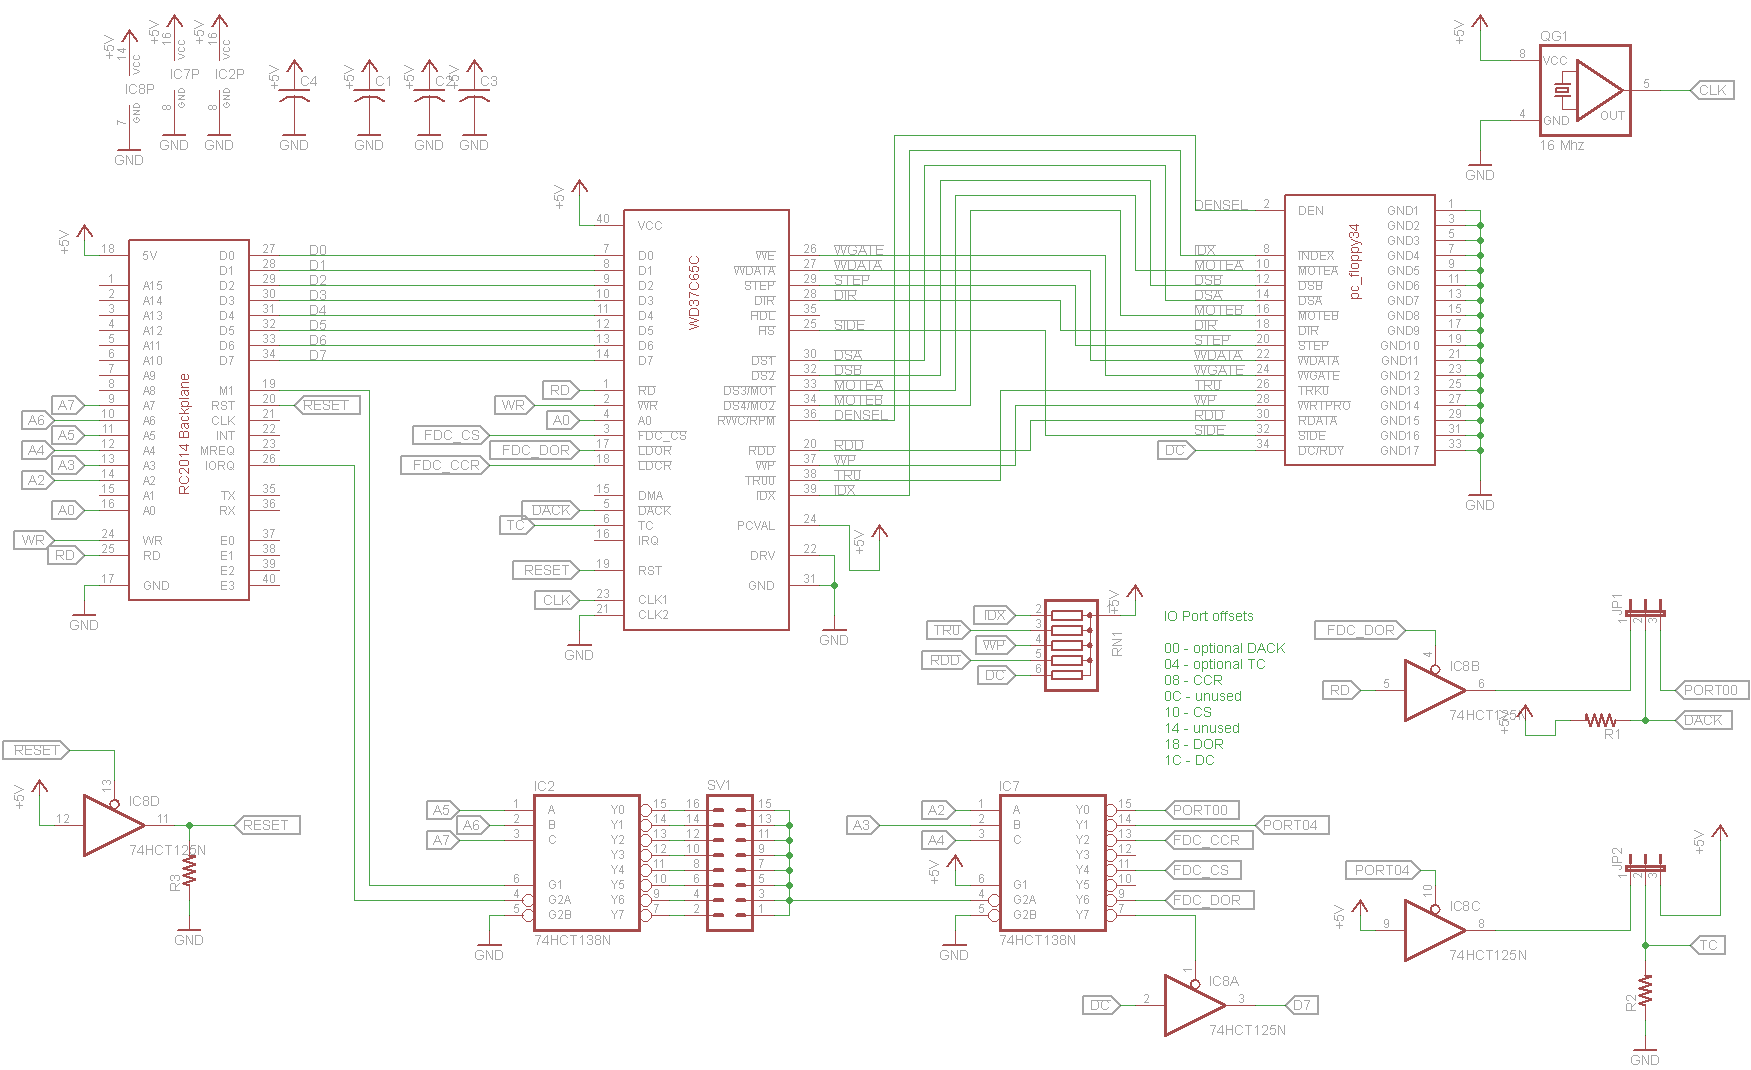 +5V 14 VCC IC8P 7 GND GND
+5V 16 VCC IC7P 8 GND GND
+5V 16 VCC IC2P 8 GND GND
+5V C4 GND
+5V C1 GND
+5V C2 GND
+5V C3 GND
+5V QG1
8 VCC
5 CLK
OUT
4 GND
16 Mhz
GND
+5V
18 5V D0 27 D0
D1 28 D1
1 A15 D2 29 D2
2 A14 D3 30 D3
3 A13 D4 31 D4
4 A12 D5 32 D5
5 A11 D6 33 D6
6 A10 D7 34 D7
7 A9
8 A8 M1 19
A7 9 A7 RST 20 RESET
A6 10 A6 CLK 21
A5 11 A5 INT 22
A4 12 A4 MREQ 23
A3 13 A3 IORQ 26
A2 14 A2
15 A1 TX 35
A0 16 A0 RX 36
E0 37
WR 24 WR E1 38
RD 25 RD E2 39
17 GND E3 40
GND
RC2014 Backplane
+5V
40 VCC
7 D0 WE 26 WGATE
8 D1 WDATA 27 WDATA
9 D2 STEP 29 STEP
10 D3 DIR 28 DIR
11 D4 HDL 35
12 D5 HS 25 SIDE
13 D6
14 D7 DST 30 DSA
DS2 32 DSB
RD 1 RD DS3/MOT 33 MOTEA
WR 2 WR DS4/MO2 34 MOTEB
A0 4 A0 RWC/RPM 36 DENSEL
FDC_CS 3 FDC_CS
FDC_DOR 17 LDOR RDD 20 RDD
FDC_CCR 18 LDCR WP 37 WP
TR00 38 TR0
15 DMA IDX 39 IDX
DACK 5 DACK
TC 6 TC PCVAL 24 +5V
16 IRQ
DRV 22
RESET 19 RST
GND 31
CLK 23 CLK1
21 CLK2
GND
GND
WD37C65C
DENSEL 2 DEN GND1 1
GND2 3
GND3 5
IDX 8 INDEX GND4 7
MOTEA 10 MOTEA GND5 9
DSB 12 DSB GND6 11
DSA 14 DSA GND7 13
MOTEB 16 MOTEB GND8 15
DIR 18 DIR GND9 17
STEP 20 STEP GND10 19
WDATA 22 WDATA GND11 21
WGATE 24 WGATE GND12 23
TR0 26 TRK0 GND13 25
WP 28 WRTPRO GND14 27
RDD 30 RDATA GND15 29
SIDE 32 SIDE GND16 31
DC 34 DC/RDY GND17 33
GND
pc_floppy34
IDX 2 1 +5V
TR0 3
WP 4
RDD 5
DC 6
RN1
IO Port offsets
00 - optional DACK
04 - optional TC
08 - CCR
0C - unused
10 - CS
14 - unused
18 - DOR
1C - DC
JP1
1 2 3
FDC_DOR 4 IC8B
RD 5 6 PORT00
74HCT125N
+5V R1 DACK
RESET 13 IC8D
+5V 12 11 RESET
74HCT125N
R3
GND
IC2 SV1
A5 1 A Y0 15 16 15
A6 2 B Y1 14 14 13
A7 3 C Y2 13 12 11
Y3 12 10 9
Y4 11 8 7
6 G1 Y5 10 6 5
4 G2A Y6 9 4 3
5 G2B Y7 7 2 1
74HCT138N
GND
IC7
A2 1 A Y0 15 PORT00
A3 2 B Y1 14 PORT04
A4 3 C Y2 13 FDC_CCR
Y3 12
+5V Y4 11 FDC_CS
6 G1 Y5 10
4 G2A Y6 9 FDC_DOR
5 G2B Y7 7
74HCT138N
GND
1 IC8A
DC 2 3 D7
74HCT125N
JP2
1 2 3
+5V
PORT04 10 IC8C
+5V 9 8
74HCT125N
TC
R2
GND